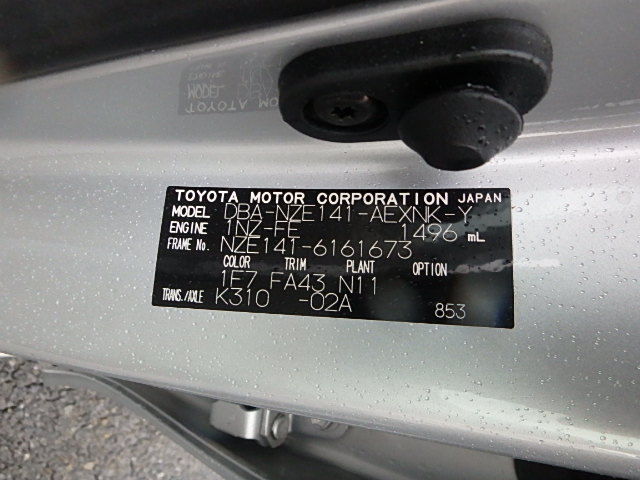 TOYOTA MOTOR CORPORATION JAPAN
MODEL DBA-NZE141-AEXNK-Y
ENGINE 1NZ-FE 1496 mL
FRAME No. NZE141-6161673
COLOR TRIM PLANT OPTION
1F7 FA43 N11
TRANS./AXLE K310 -02A
853